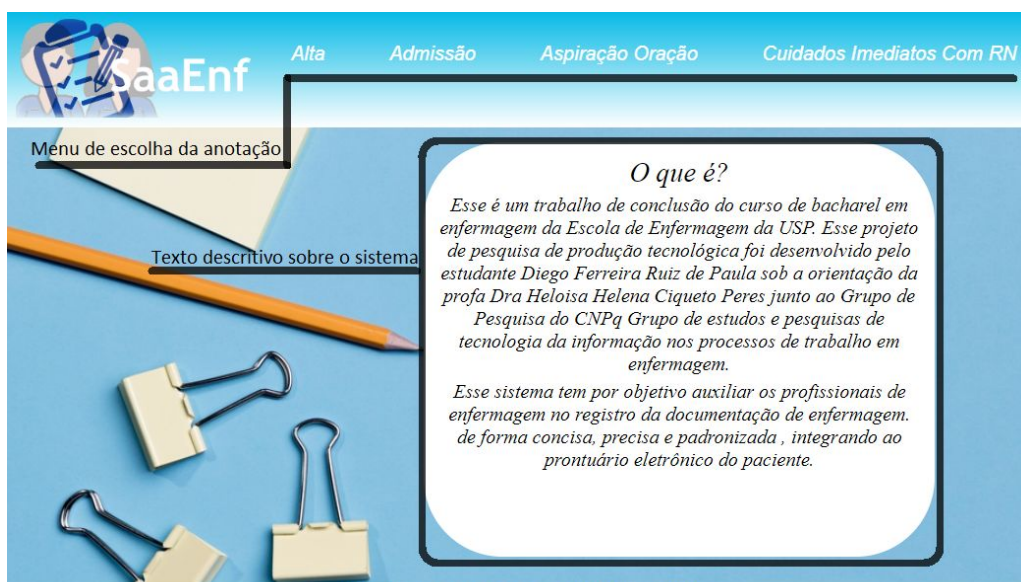 SaaEnf
Alta Admissão Aspiração Oração Cuidados Imediatos Com RN
Menu de escolha da anotação
Texto descritivo sobre o sistema
O que é?
Esse é um trabalho de conclusão do curso de bacharel em
enfermagem da Escola de Enfermagem da USP. Esse projeto
de pesquisa de produção tecnológica foi desenvolvido pelo
estudante Diego Ferreira Ruiz de Paula sob a orientação da
profa Dra Heloisa Helena Ciqueto Peres junto ao Grupo de
Pesquisa do CNPq Grupo de estudos e pesquisas de
tecnologia da informação nos processos de trabalho em
enfermagem.
Esse sistema tem por objetivo auxiliar os profissionais de
enfermagem no registro da documentação de enfermagem.
de forma concisa, precisa e padronizada , integrando ao
prontuário eletrônico do paciente.